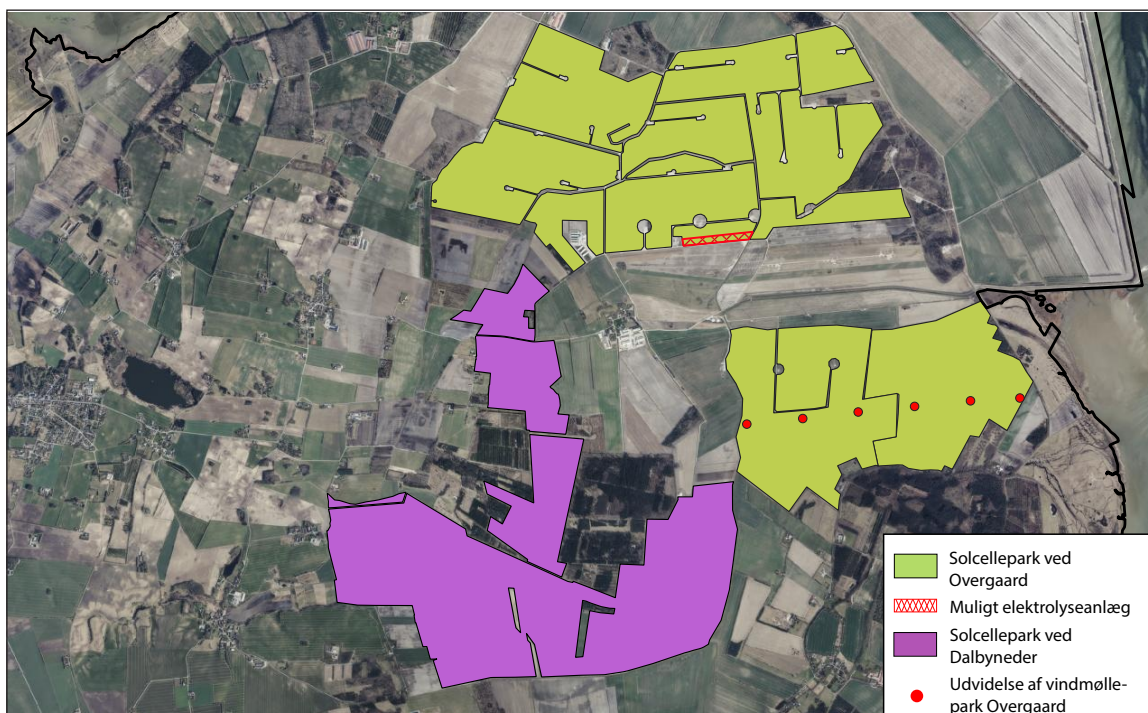 Solcellepark ved
Overgaard
Muligt elektrolyseanlæg
Solcellepark ved
Dalbyneder
Udvidelse af vindmølle-
park Overgaard